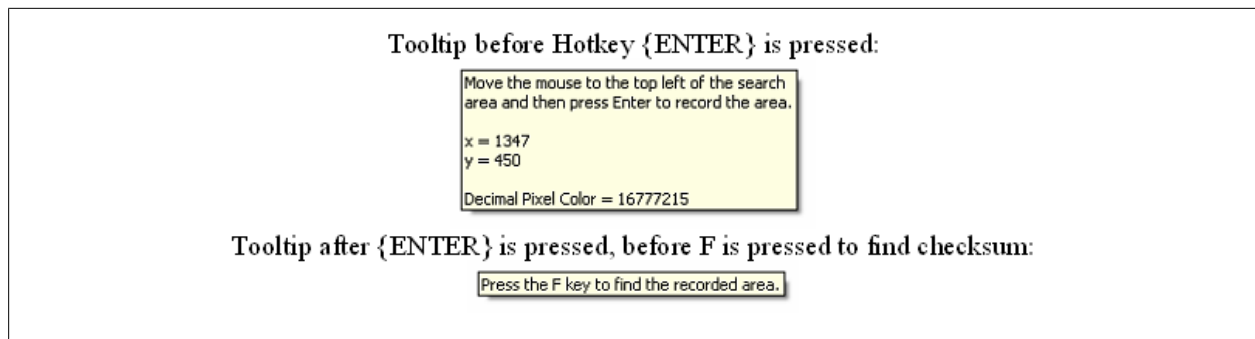 Tooltip before Hotkey {ENTER} is pressed:
Move the mouse to the top left of the search
area and then press Enter to record the area.
x = 1347
y = 450
Decimal Pixel Color = 16777215
Tooltip after {ENTER} is pressed, before F is pressed to find checksum:
Press the F key to find the recorded area.